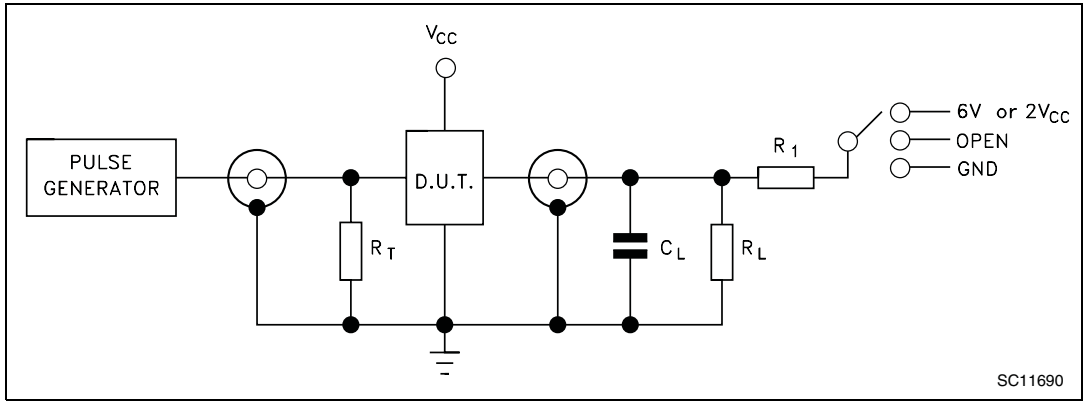 VCC
PULSE
GENERATOR
D.U.T.
RT
CL
RL
R1
6V or 2VCC
OPEN
GND
SC11690